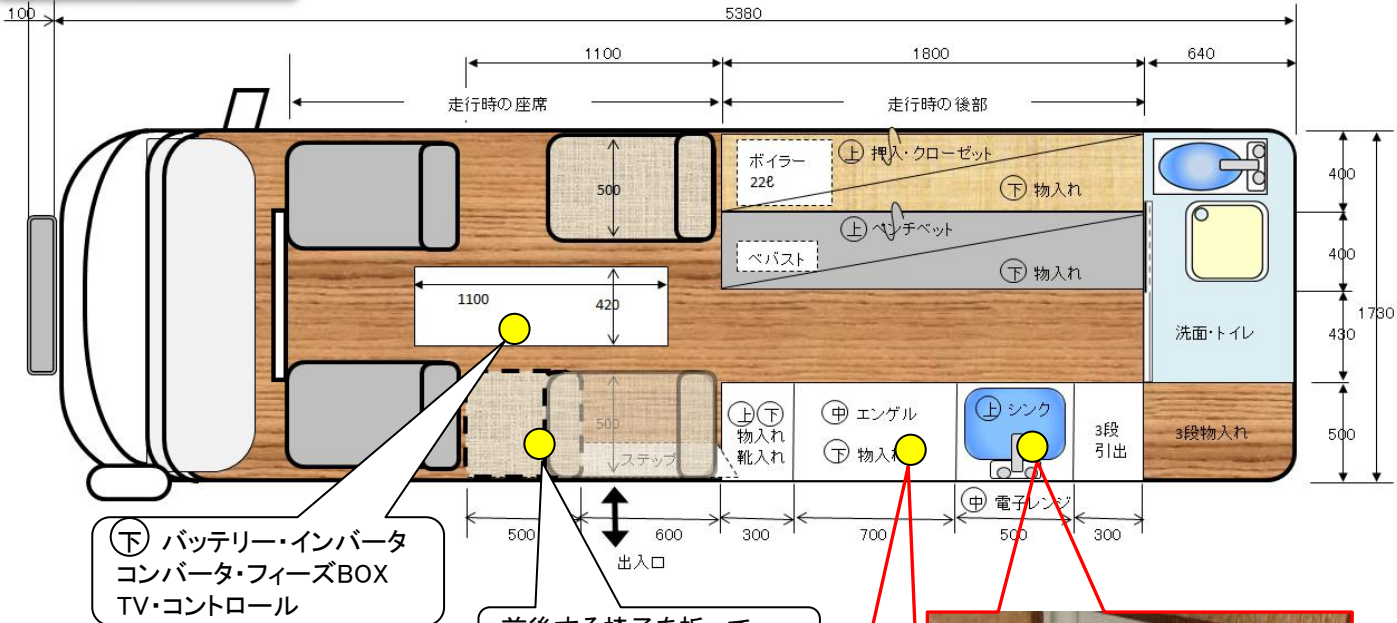 100
5380
1100
1800
640
走行時の座席
走行時の後部
ボイラー
22ℓ
上 押入・クローゼット
下 物入れ
500
400
上 ベンチベット
ベバスト
下 物入れ
400
1100
420
洗面・トイレ
430
1730
500
ステップ
上 下
物入れ
靴入れ
中 エンゲル
下 物入れ
上 シンク
3段
引出
3段物入れ
500
中 電子レンジ
500
600
300
700
500
300
出入口
下 バッテリー・インバータ
コンバータ・フィーズBOX
TV・コントロール